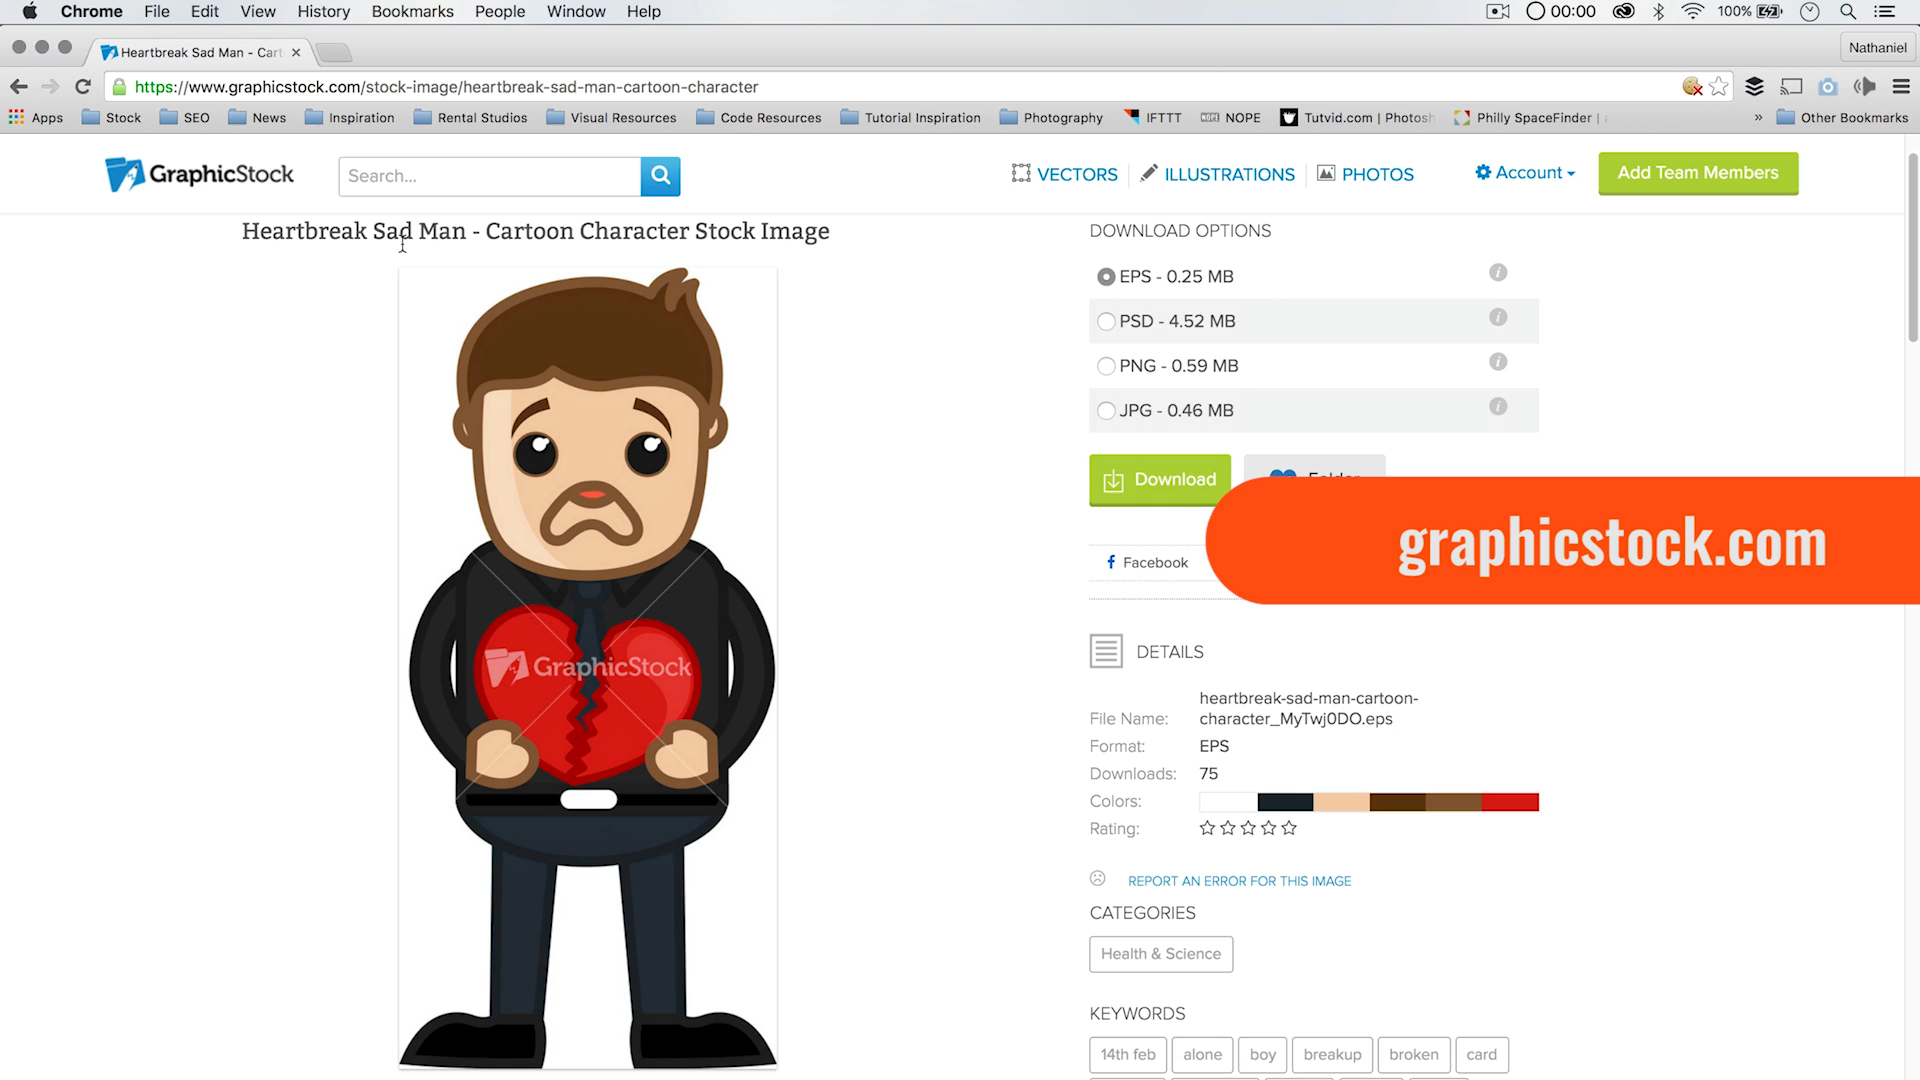 Chrome File Edit View History Bookmarks People Window Help 00:00 100%
Heartbreak Sad Man - Cart
Nathaniel
https://www.graphicstock.com/stock-image/heartbreak-sad-man-cartoon-character
Apps Stock SEO News Inspiration Rental Studios Visual Resources Code Resources Tutorial Inspiration Photography IFTTT NOPE NOPE Tutvid.com | Photosh Philly SpaceFinder | » Other Bookmarks
GraphicStock Search... VECTORS ILLUSTRATIONS PHOTOS Account Add Team Members
Heartbreak Sad Man - Cartoon Character Stock Image
GraphicStock
DOWNLOAD OPTIONS
EPS - 0.25 MB
PSD - 4.52 MB
PNG - 0.59 MB
JPG - 0.46 MB
Download Folder
graphicstock.com
Facebook
DETAILS
heartbreak-sad-man-cartoon-
File Name: character_MyTwj0DO.eps
Format: EPS
Downloads: 75
Colors:
Rating:
REPORT AN ERROR FOR THIS IMAGE
CATEGORIES
Health & Science
KEYWORDS
14th feb alone boy breakup broken card